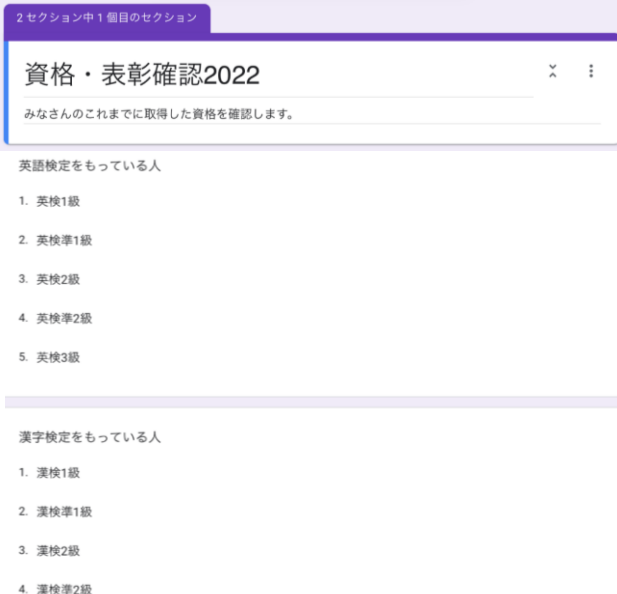 2 セクション中 1 個目のセクション
資格・表彰確認2022
みなさんのこれまでに取得した資格を確認します。
英語検定をもっている人
1. 英検1級
2. 英検準1級
3. 英検2級
4. 英検準2級
5. 英検3級
漢字検定をもっている人
1. 漢検1級
2. 漢検準1級
3. 漢検2級
4. 漢検準2級